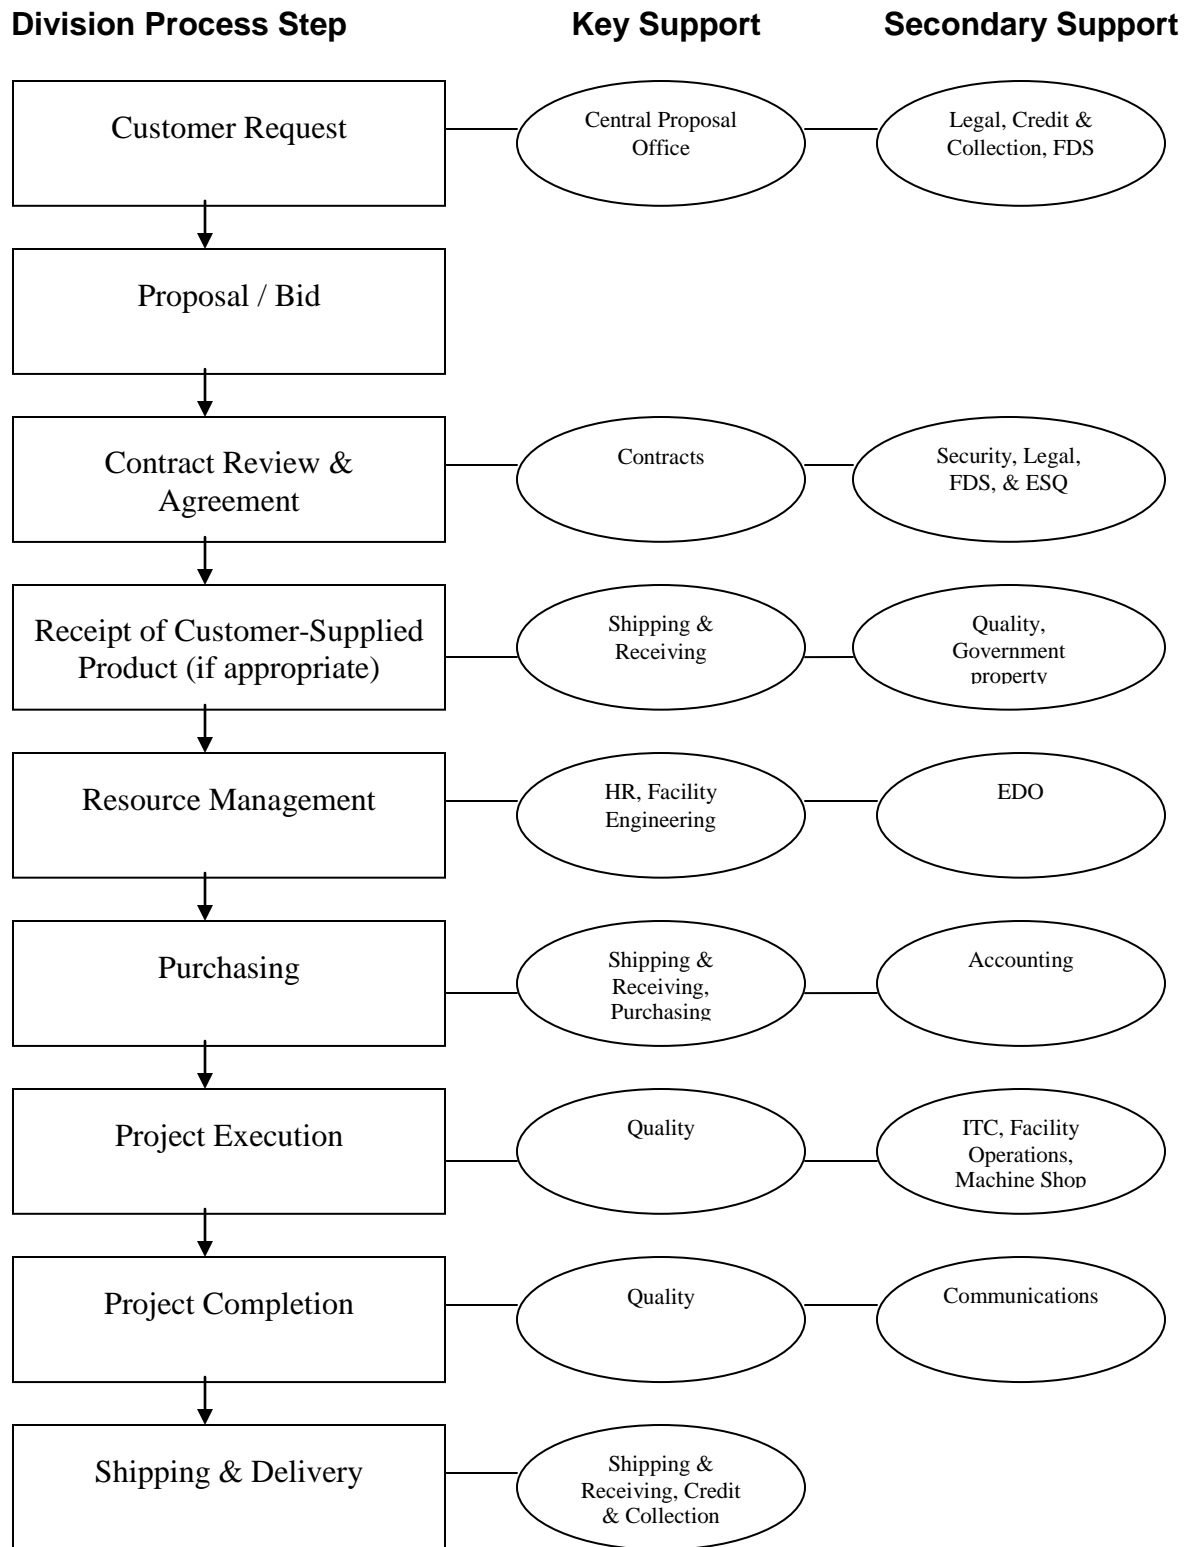 Division Process Step Key Support Secondary Support
Customer Request
Central Proposal
Office
Legal, Credit &
Collection, FDS
Proposal / Bid
Contract Review &
Agreement
Contracts
Security, Legal,
FDS, & ESQ
Receipt of Customer-Supplied
Product (if appropriate)
Shipping &
Receiving
Quality,
Government
property
Resource Management
HR, Facility
Engineering
EDO
Purchasing
Shipping &
Receiving,
Purchasing
Accounting
Project Execution
Quality
ITC, Facility
Operations,
Machine Shop
Project Completion
Quality
Communications
Shipping & Delivery
Shipping &
Receiving, Credit
& Collection